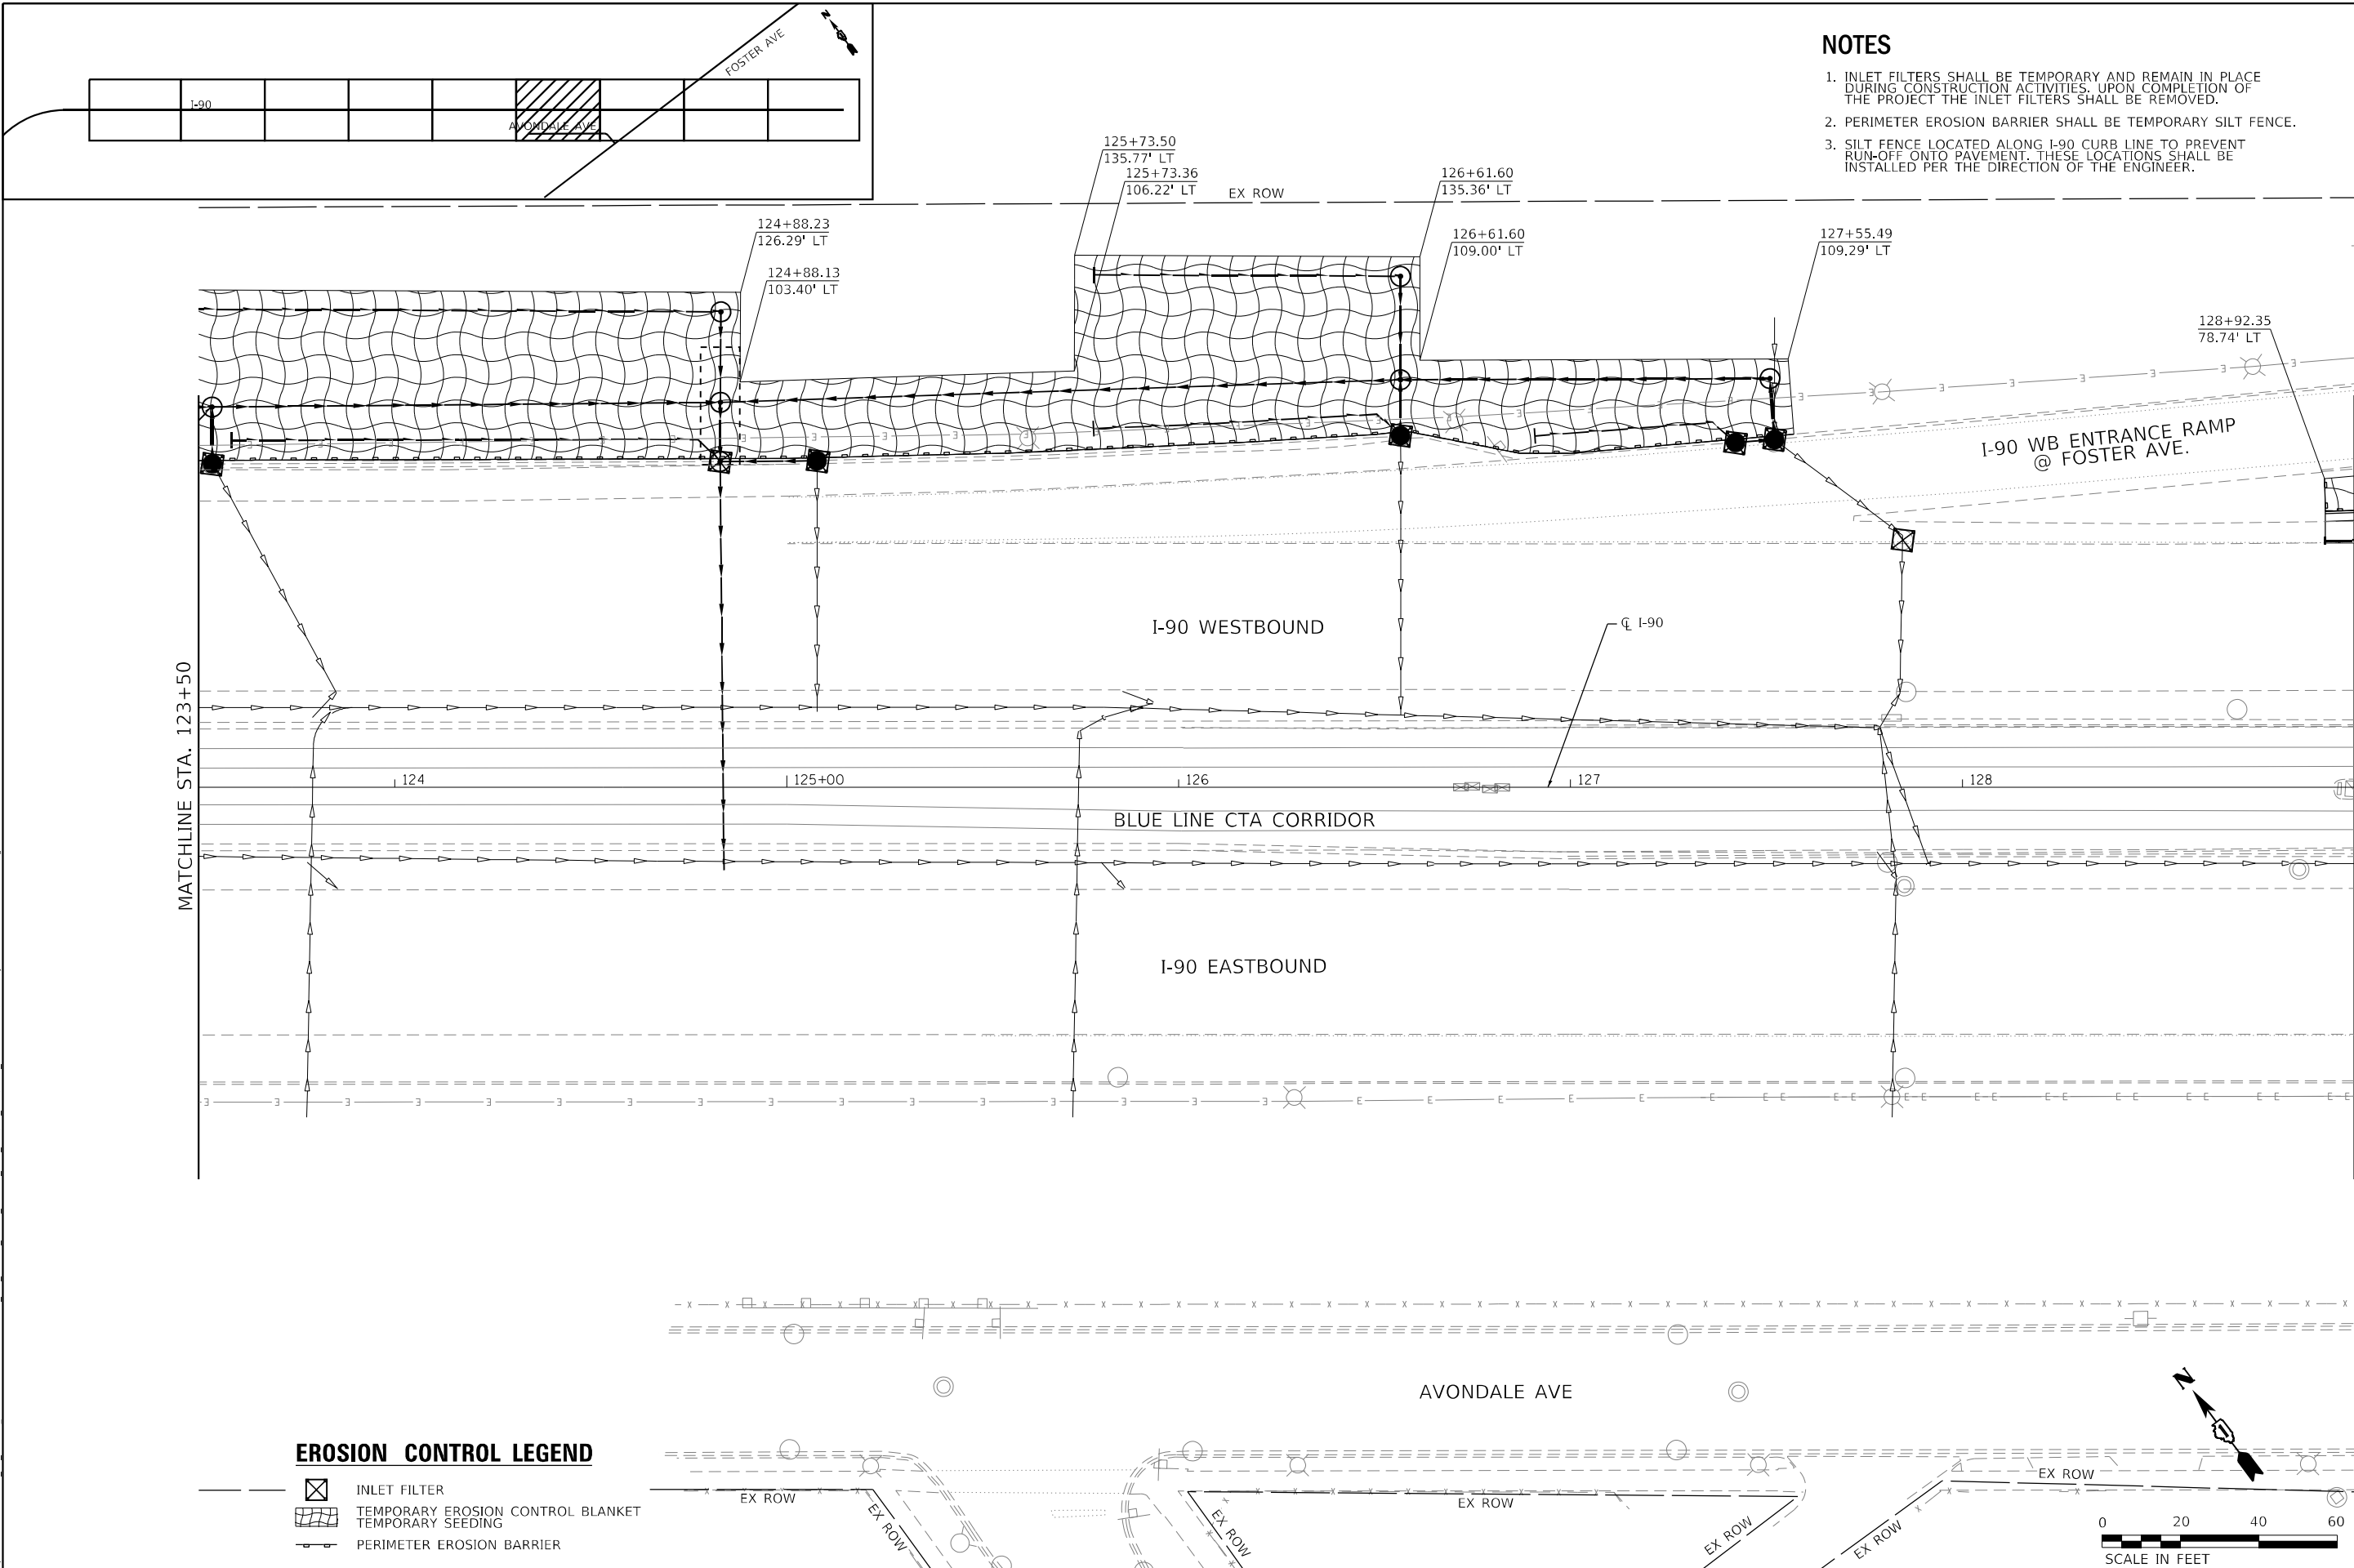 FOSTER AVE
N
I-90
AVONDALE AVE
NOTES
1. INLET FILTERS SHALL BE TEMPORARY AND REMAIN IN PLACE
DURING CONSTRUCTION ACTIVITIES. UPON COMPLETION OF
THE PROJECT THE INLET FILTERS SHALL BE REMOVED.
2. PERIMETER EROSION BARRIER SHALL BE TEMPORARY SILT FENCE.
3. SILT FENCE LOCATED ALONG I-90 CURB LINE TO PREVENT
RUN-OFF ONTO PAVEMENT. THESE LOCATIONS SHALL BE
INSTALLED PER THE DIRECTION OF THE ENGINEER.
125+73.50
135.77' LT
125+73.36
106.22' LT
EX ROW
126+61.60
135.36' LT
124+88.23
126.29' LT
124+88.13
103.40' LT
126+61.60
109.00' LT
127+55.49
109.29' LT
128+92.35
78.74' LT
I-90 WB ENTRANCE RAMP
@ FOSTER AVE.
I-90 WESTBOUND
℄ I-90
MATCHLINE STA. 123+50
124
125+00
126
127
128
BLUE LINE CTA CORRIDOR
I-90 EASTBOUND
AVONDALE AVE
N
EROSION CONTROL LEGEND
INLET FILTER
TEMPORARY EROSION CONTROL BLANKET
TEMPORARY SEEDING
PERIMETER EROSION BARRIER
EX ROW
EX ROW
EX ROW
EX ROW
EX ROW
EX ROW
EX ROW
0 20 40 60
SCALE IN FEET